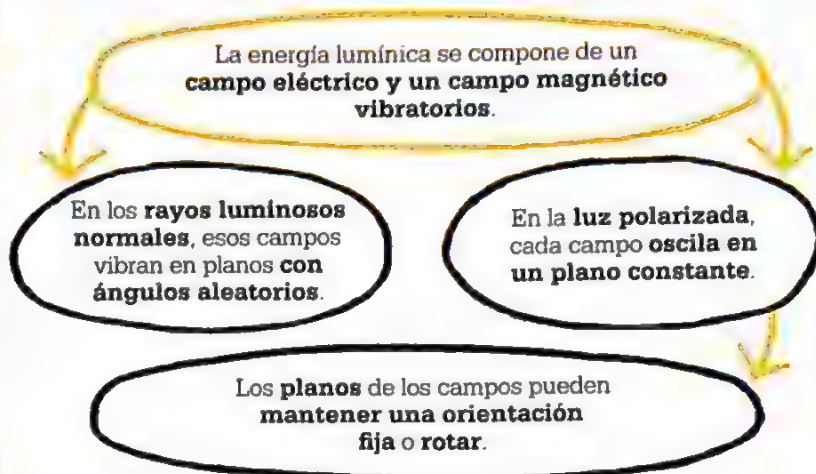 La energía lumínica se compone de un
campo eléctrico y un campo magnético
vibratorios.
En los rayos luminosos
normales, esos campos
vibran en planos con
ángulos aleatorios.
En la luz polarizada,
cada campo oscila en
un plano constante.
Los planos de los campos pueden
mantener una orientación
fija o rotar.